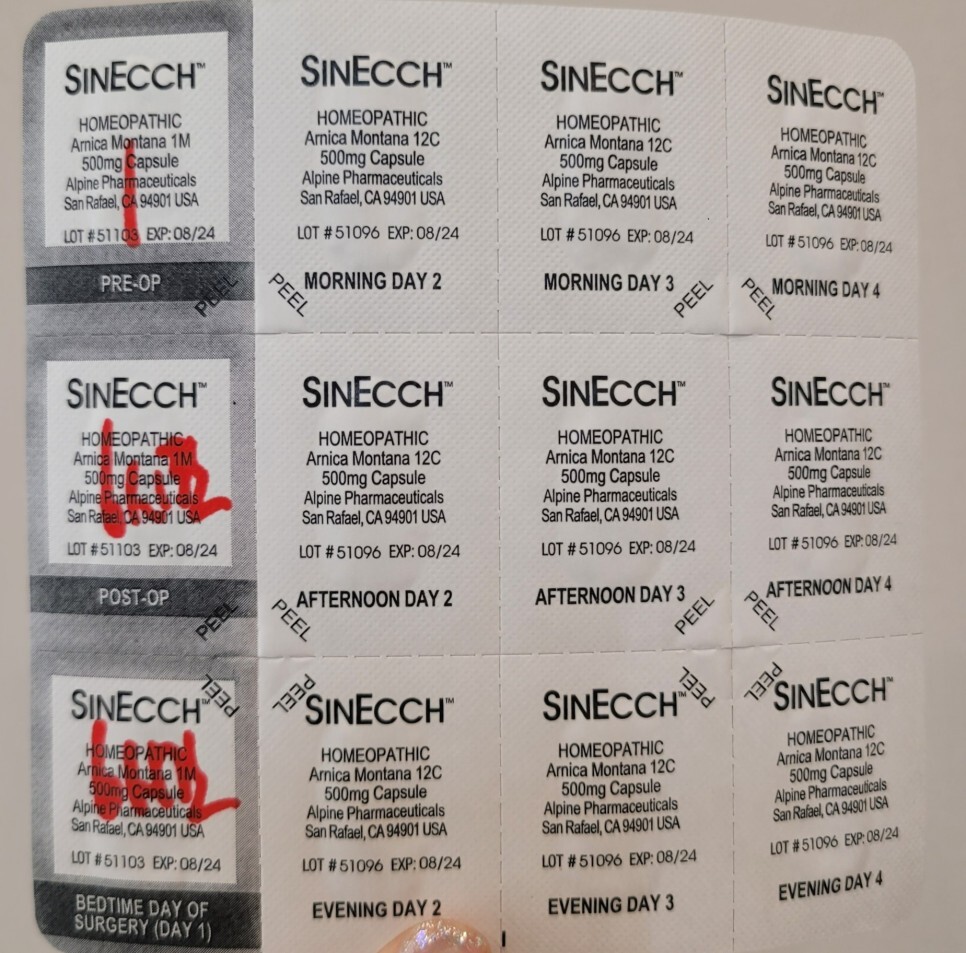 SINECCH™
HOMEOPATHIC
Arnica Montana 1M
500mg Capsule
Alpine Pharmaceuticals
San Rafael, CA 94901 USA
LOT # 51103 EXP: 08/24
PRE-OP
PEEL
SINECCH™
HOMEOPATHIC
Arnica Montana 12C
500mg Capsule
Alpine Pharmaceuticals
San Rafael, CA 94901 USA
LOT # 51096 EXP: 08/24
PEEL
MORNING DAY 2
SINECCH™
HOMEOPATHIC
Arnica Montana 12C
500mg Capsule
Alpine Pharmaceuticals
San Rafael, CA 94901 USA
LOT # 51096 EXP: 08/24
MORNING DAY 3
PEEL
SINECCH™
HOMEOPATHIC
Arnica Montana 12C
500mg Capsule
Alpine Pharmaceuticals
San Rafael, CA 94901 USA
LOT # 51096 EXP: 08/24
PEEL
MORNING DAY 4
SINECCH™
HOMEOPATHIC
Arnica Montana 1M
500mg Capsule
Alpine Pharmaceuticals
San Rafael, CA 94901 USA
LOT # 51103 EXP: 08/24
POST-OP
PEEL
SINECCH™
HOMEOPATHIC
Arnica Montana 12C
500mg Capsule
Alpine Pharmaceuticals
San Rafael, CA 94901 USA
LOT # 51096 EXP: 08/24
AFTERNOON DAY 2
PEEL
SINECCH™
HOMEOPATHIC
Arnica Montana 12C
500mg Capsule
Alpine Pharmaceuticals
San Rafael, CA 94901 USA
LOT # 51096 EXP: 08/24
AFTERNOON DAY 3
PEEL
SINECCH™
HOMEOPATHIC
Arnica Montana 12C
500mg Capsule
Alpine Pharmaceuticals
San Rafael, CA 94901 USA
LOT # 51096 EXP: 08/24
AFTERNOON DAY 4
PEEL
PEEL
SINECCH™
HOMEOPATHIC
Arnica Montana 1M
500mg Capsule
Alpine Pharmaceuticals
San Rafael, CA 94901 USA
LOT # 51103 EXP: 08/24
BEDTIME DAY OF
SURGERY (DAY 1)
PEEL
SINECCH™
HOMEOPATHIC
Arnica Montana 12C
500mg Capsule
Alpine Pharmaceuticals
San Rafael, CA 94901 USA
LOT # 51096 EXP: 08/24
EVENING DAY 2
PEEL
SINECCH™
HOMEOPATHIC
Arnica Montana 12C
500mg Capsule
Alpine Pharmaceuticals
San Rafael, CA 94901 USA
LOT # 51096 EXP: 08/24
EVENING DAY 3
PEEL
SINECCH™
HOMEOPATHIC
Arnica Montana 12C
500mg Capsule
Alpine Pharmaceuticals
San Rafael, CA 94901 USA
LOT # 51096 EXP: 08/24
EVENING DAY 4